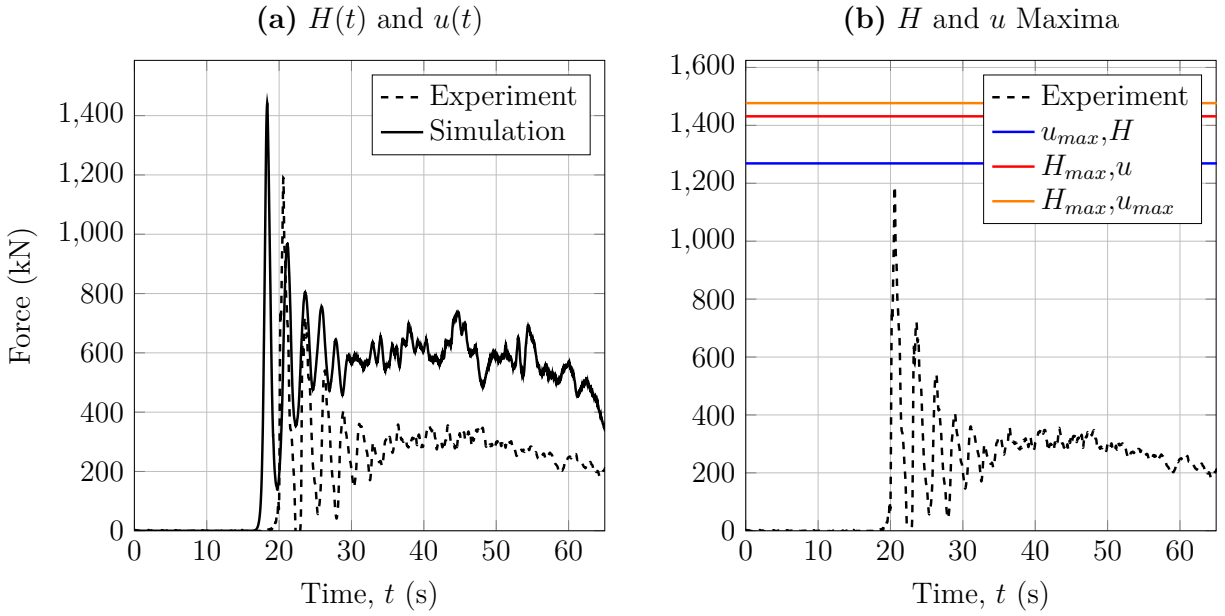 (a) H(t) and u(t)
Force (kN)
1,400
1,200
1,000
800
600
400
200
0
0 10 20 30 40 50 60
Time, t (s)
Experiment
Simulation
(b) H and u Maxima
1,600
1,400
1,200
1,000
800
600
400
200
0
0 10 20 30 40 50 60
Time, t (s)
Experiment
u_max,H
H_max,u
H_max,u_max